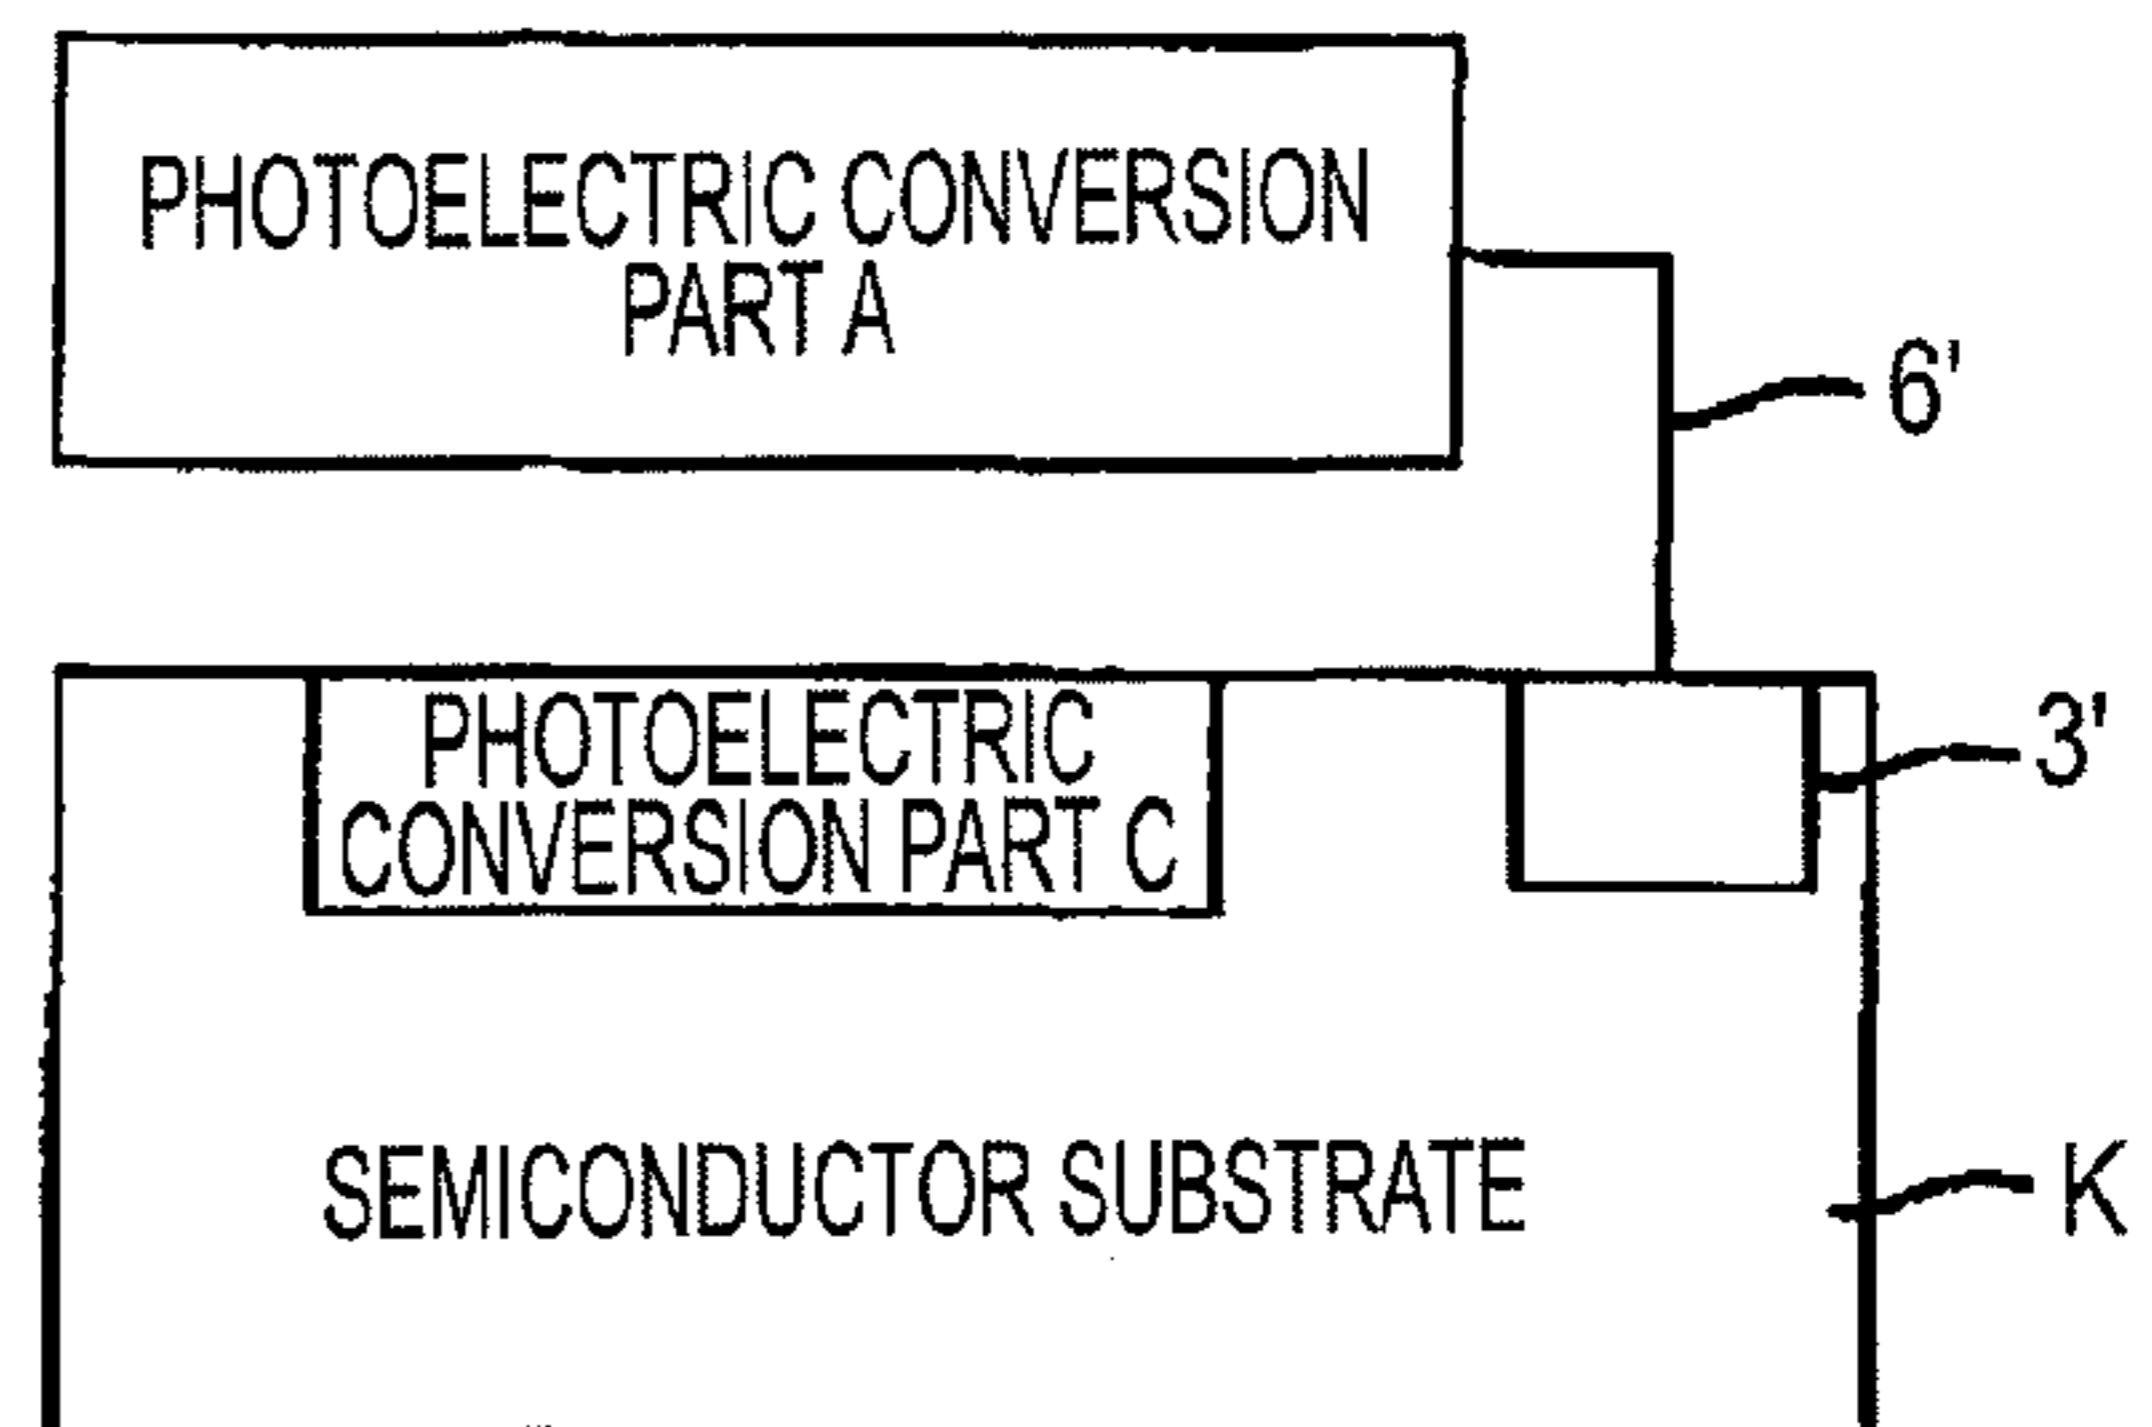 PHOTOELECTRIC CONVERSION
PART A
6'
PHOTOELECTRIC
CONVERSION PART C
3'
SEMICONDUCTOR SUBSTRATE
K